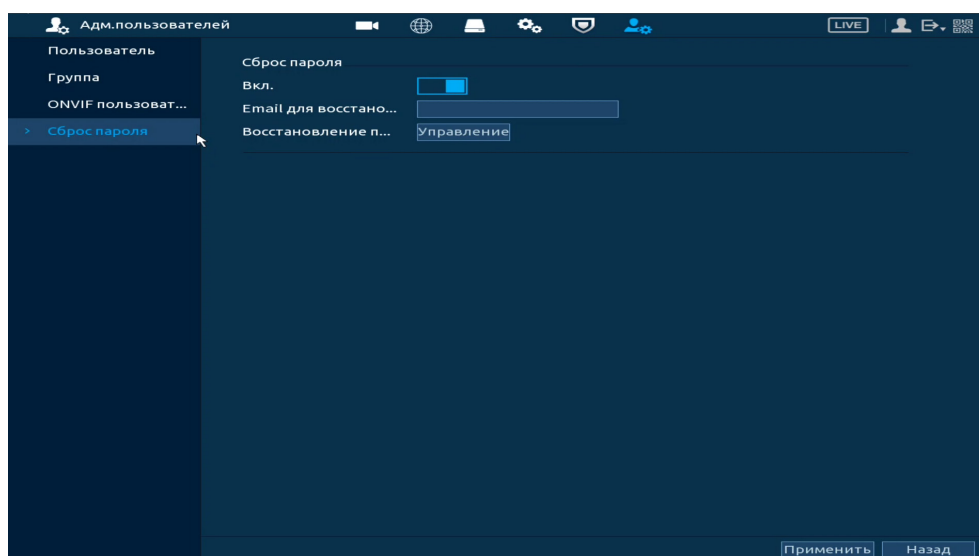 Адм.пользователей
LIVE
Пользователь
Группа
ONVIF пользоват...
> Сброс пароля
Сброс пароля
Вкл.
Email для восстано...
Восстановление п... Управление
Применить Назад